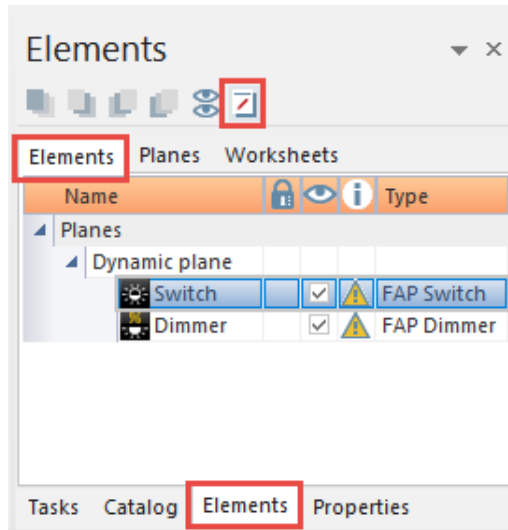 Elements
Elements Planes Worksheets
Name Type
Planes
Dynamic plane
Switch FAP Switch
Dimmer FAP Dimmer
Tasks Catalog Elements Properties